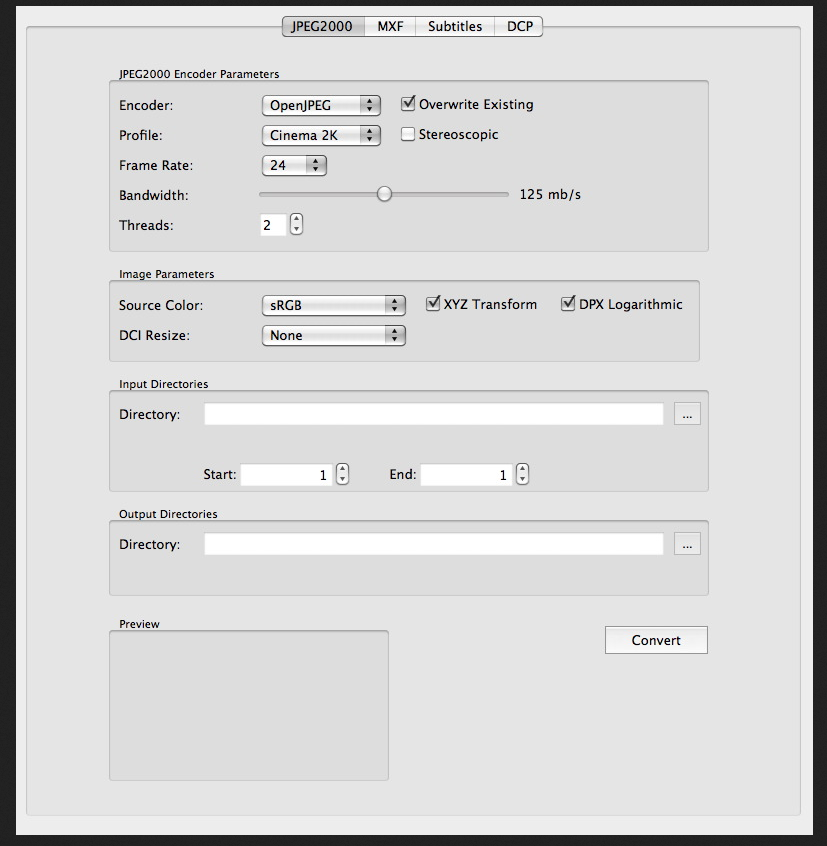 JPEG2000 MXF Subtitles DCP
JPEG2000 Encoder Parameters
Encoder: OpenJPEG Overwrite Existing
Profile: Cinema 2K Stereoscopic
Frame Rate: 24
Bandwidth: 125 mb/s
Threads: 2
Image Parameters
Source Color: sRGB XYZ Transform DPX Logarithmic
DCI Resize: None
Input Directories
Directory: ...
Start: 1 End: 1
Output Directories
Directory: ...
Preview
Convert